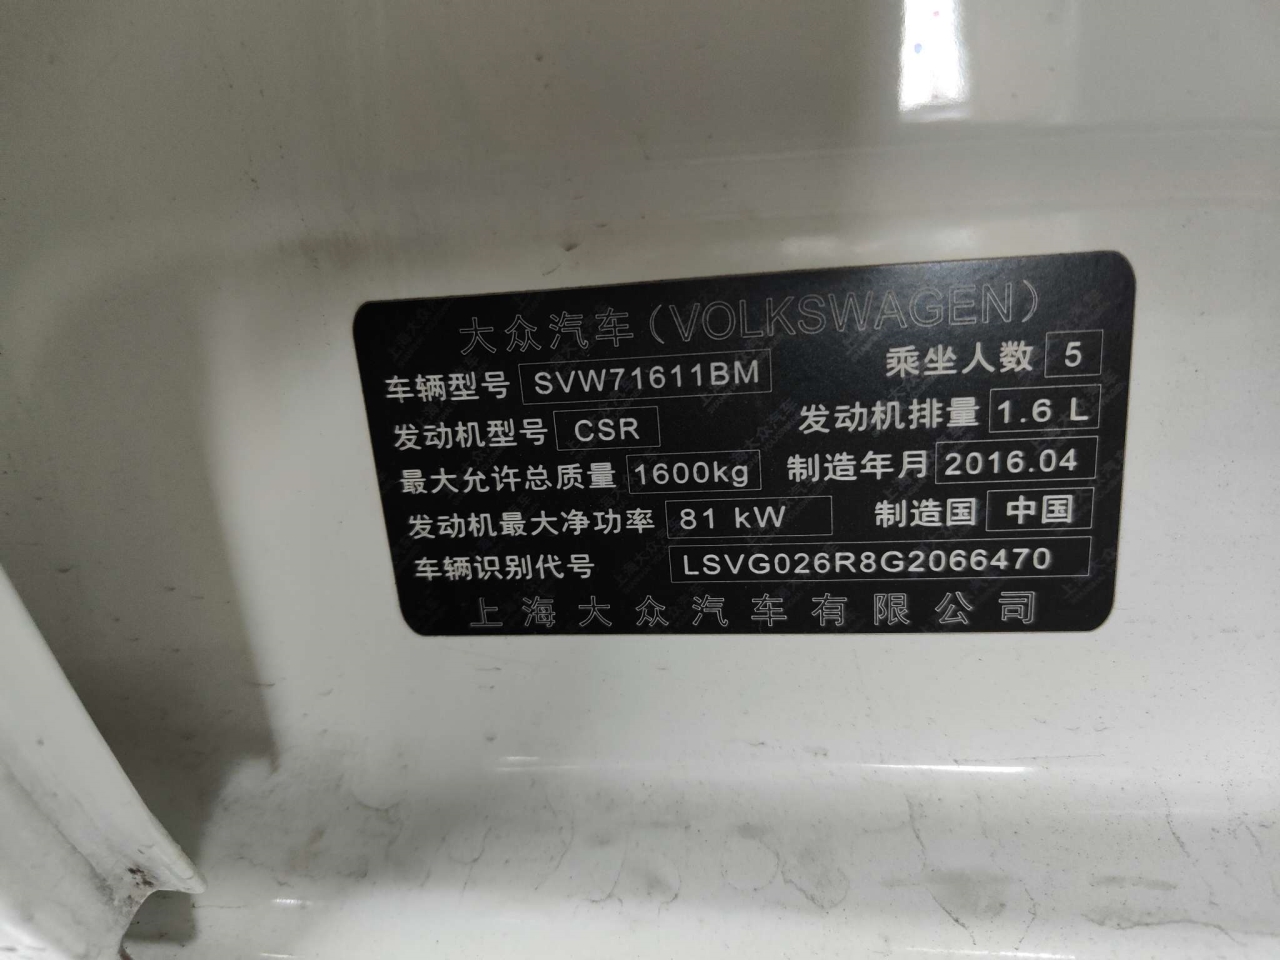 大众汽车(VOLKSWAGEN)
车辆型号 SVW71611BM 乘坐人数 5
发动机型号 CSR 发动机排量 1.6 L
最大允许总质量 1600kg 制造年月 2016.04
发动机最大净功率 81 kW 制造国 中国
车辆识别代号 LSVG026R8G2066470
上海大众汽车有限公司